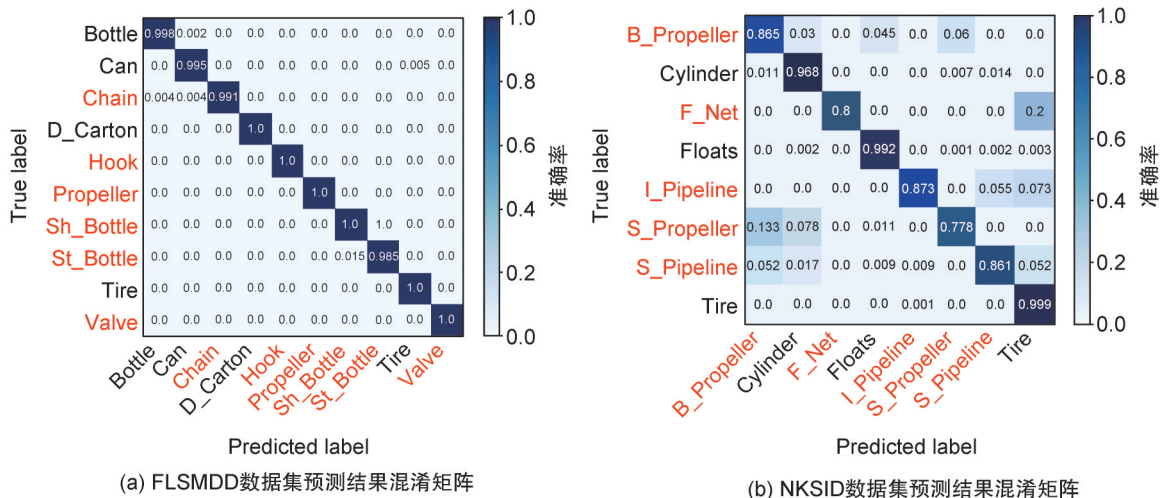 Bottle 0.998 0.002 0.0 0.0 0.0 0.0 0.0 0.0 0.0 0.0
Can 0.0 0.995 0.0 0.0 0.0 0.0 0.0 0.0 0.005 0.0
Chain 0.004 0.004 0.991 0.0 0.0 0.0 0.0 0.0 0.0 0.0
D_Carton 0.0 0.0 0.0 1.0 0.0 0.0 0.0 0.0 0.0 0.0
Hook 0.0 0.0 0.0 0.0 1.0 0.0 0.0 0.0 0.0 0.0
Propeller 0.0 0.0 0.0 0.0 0.0 1.0 0.0 0.0 0.0 0.0
Sh_Bottle 0.0 0.0 0.0 0.0 0.0 0.0 1.0 1.0 0.0 0.0
St_Bottle 0.0 0.0 0.0 0.0 0.0 0.0 0.015 0.985 0.0 0.0
Tire 0.0 0.0 0.0 0.0 0.0 0.0 0.0 0.0 1.0 0.0
Valve 0.0 0.0 0.0 0.0 0.0 0.0 0.0 0.0 0.0 1.0
True label
Bottle
Can
Chain
D_Carton
Hook
Propeller
Sh_Bottle
St_Bottle
Tire
Valve
Predicted label
1.0
0.8
0.6
0.4
0.2
0.0
准确率
(a) FLSMDD数据集预测结果混淆矩阵
B_Propeller 0.865 0.03 0.0 0.045 0.0 0.06 0.0 0.0
Cylinder 0.011 0.968 0.0 0.0 0.0 0.007 0.014 0.0
F_Net 0.0 0.0 0.8 0.0 0.0 0.0 0.0 0.2
Floats 0.0 0.002 0.0 0.992 0.0 0.001 0.002 0.003
I_Pipeline 0.0 0.0 0.0 0.0 0.873 0.0 0.055 0.073
S_Propeller 0.133 0.078 0.0 0.011 0.0 0.778 0.0 0.0
S_Pipeline 0.052 0.017 0.0 0.009 0.009 0.0 0.861 0.052
Tire 0.0 0.0 0.0 0.0 0.001 0.0 0.0 0.999
True label
B_Propeller
Cylinder
F_Net
Floats
I_Pipeline
S_Propeller
S_Pipeline
Tire
Predicted label
1.0
0.8
0.6
0.4
0.2
0.0
准确率
(b) NKSID数据集预测结果混淆矩阵